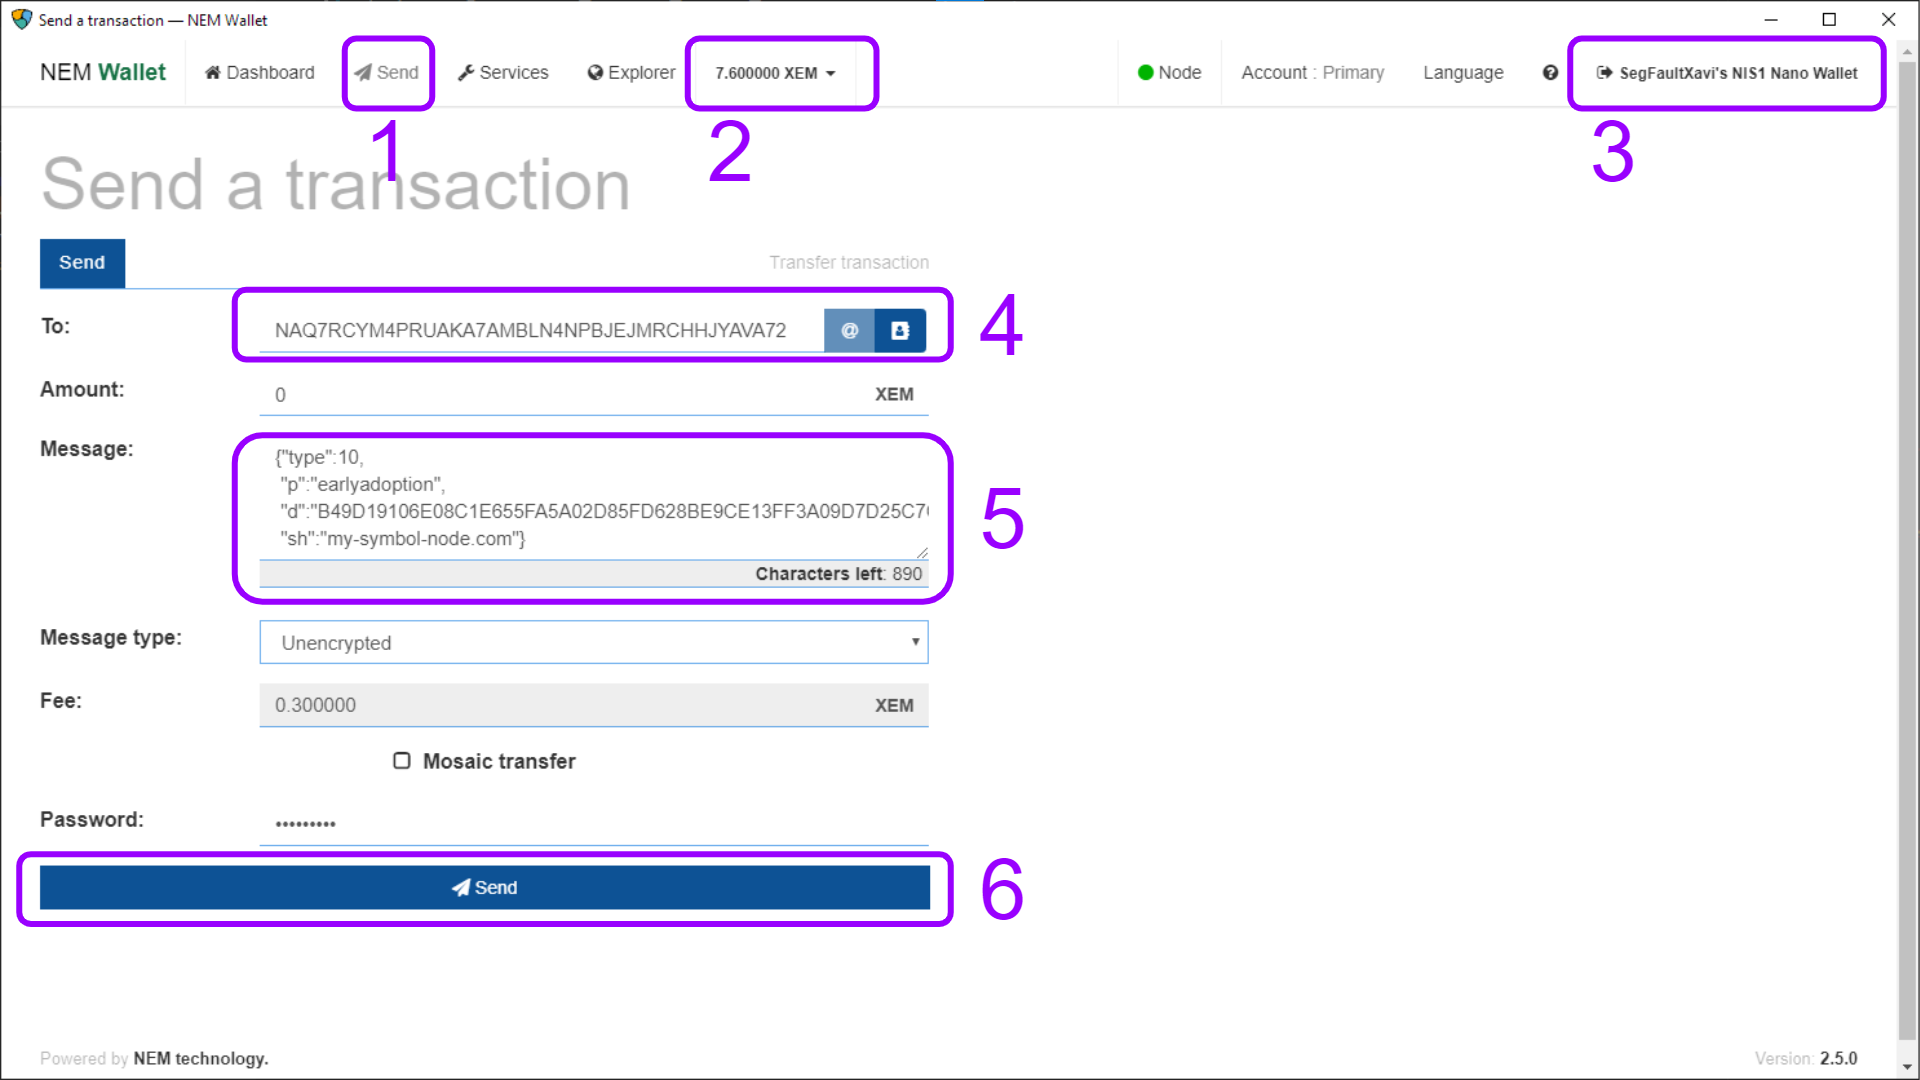 Send a transaction — NEM Wallet
NEM Wallet
Dashboard
Send
Services
Explorer
7.600000 XEM
Node
Account : Primary
Language
SegFaultXavi's NIS1 Nano Wallet
1
2
3
Send a transaction
Send
Transfer transaction
To:
NAQ7RCYM4PRUAKA7AMBLN4NPBJEJMRCHHJYAVA72
@
4
Amount:
0
XEM
Message:
{"type":10,
"p":"earlyadoption",
"d":"B49D19106E08C1E655FA5A02D85FD628BE9CE13FF3A09D7D25C7
"sh":"my-symbol-node.com"}
Characters left: 890
5
Message type:
Unencrypted
Fee:
0.300000
XEM
Mosaic transfer
Password:
•••••••••
Send
6
Powered by NEM technology.
Version: 2.5.0